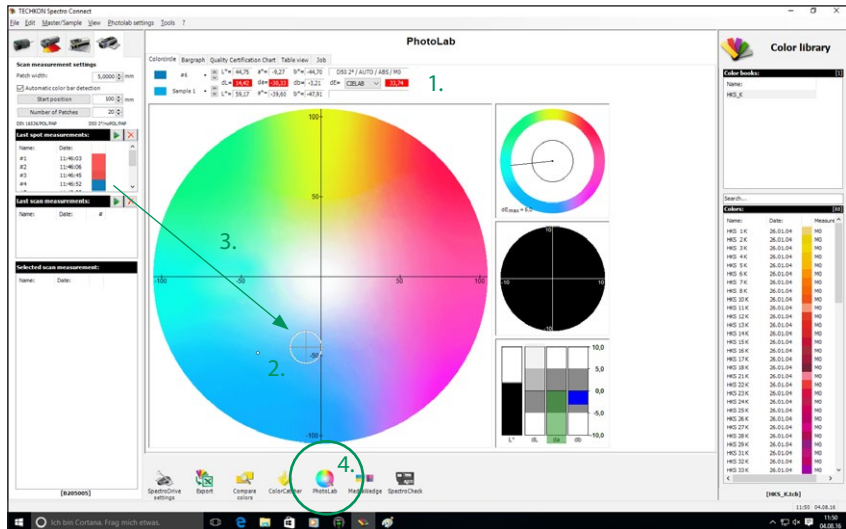 TECHKON Spectro Connect
File Edit Master/Sample View Photolab settings Tools ?
PhotoLab
Scan measurement settings
Patch width: 5,0000 mm
Automatic color bar detection
Start position 100 mm
Number of Patches 20
Last spot measurements:
Name: Date:
#1 11:46:03
#2 11:46:06
#3 11:46:45
#4 11:46:52
Last scan measurements:
Name: Date: #
Selected scan measurement:
Name: Date:
[B205005]
Colorcircle Bargraph Quality Certification Chart Table view Job
#6 L*= 44,75 a*= -9,27 b*= -44,70 D50 2° / AUTO / ABS / M0
dL= 14,42 da= -30,33 db= -3,21 dE= CIELAB 33,74
Sample 1 L*= 59,17 a*= -39,60 b*= -47,91
1.
100
50
-100
-50
50
100
-50
-100
3.
2.
4.
dEmax = 6,0
10
-10
10
-10
10,0
5,0
0,0
-5,0
-10,0
L* dL da db
SpectroDrive settings
Export
Compare colors
ColorCatcher
PhotoLab
MediaWedge
SpectroCheck
Color library
Color books: [1]
Name:
HKS_K
Search...
Colors: [88]
Name: Date: Measure
HKS 1K 26.01.04 M0
HKS 2K 26.01.04 M0
HKS 3K 26.01.04 M0
HKS 4K 26.01.04 M0
HKS 5K 26.01.04 M0
HKS 6K 26.01.04 M0
HKS 7K 26.01.04 M0
HKS 8K 26.01.04 M0
HKS 10K 26.01.04 M0
HKS 11K 26.01.04 M0
HKS 12K 26.01.04 M0
HKS 13K 26.01.04 M0
HKS 14K 26.01.04 M0
HKS 15K 26.01.04 M0
HKS 16K 26.01.04 M0
HKS 17K 26.01.04 M0
HKS 18K 26.01.04 M0
HKS 21K 26.01.04 M0
HKS 22K 26.01.04 M0
HKS 23K 26.01.04 M0
HKS 24K 26.01.04 M0
HKS 25K 26.01.04 M0
HKS 26K 26.01.04 M0
HKS 27K 26.01.04 M0
HKS 28K 26.01.04 M0
HKS 29K 26.01.04 M0
HKS 30K 26.01.04 M0
HKS 31K 26.01.04 M0
HKS 32K 26.01.04 M0
HKS 33K 26.01.04 M0
[HKS_K.tcb]
11:50 04.08.16
Ich bin Cortana. Frag mich etwas.
11:50
04.08.16